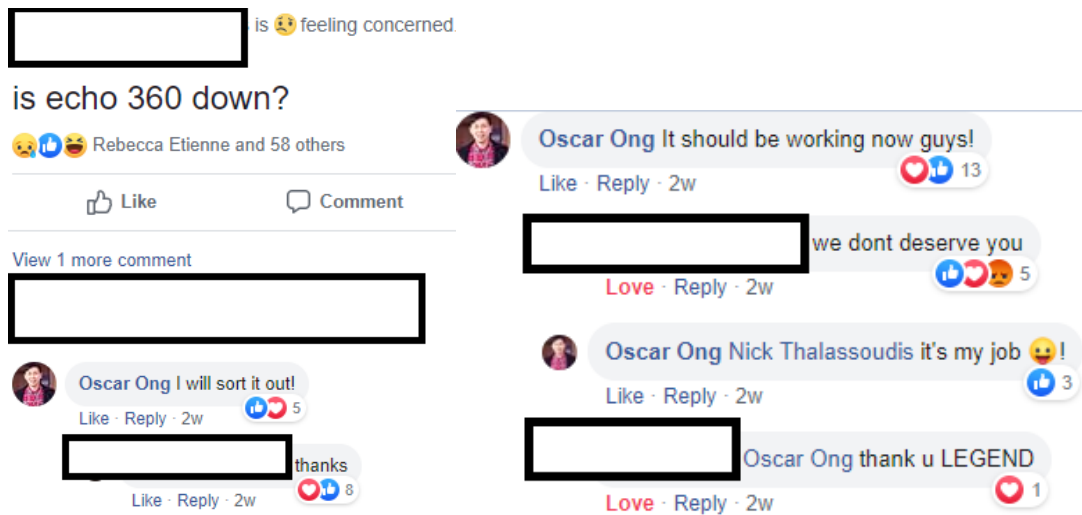 is feeling concerned.
is echo 360 down?
Rebecca Etienne and 58 others
Like Comment
View 1 more comment
Oscar Ong I will sort it out!
Like · Reply · 2w
5
thanks
Like · Reply · 2w
8
Oscar Ong It should be working now guys!
Like · Reply · 2w
13
we dont deserve you
Love · Reply · 2w
5
Oscar Ong Nick Thalassoudis it's my job !
Like · Reply · 2w
3
Oscar Ong thank u LEGEND
Love · Reply · 2w
1